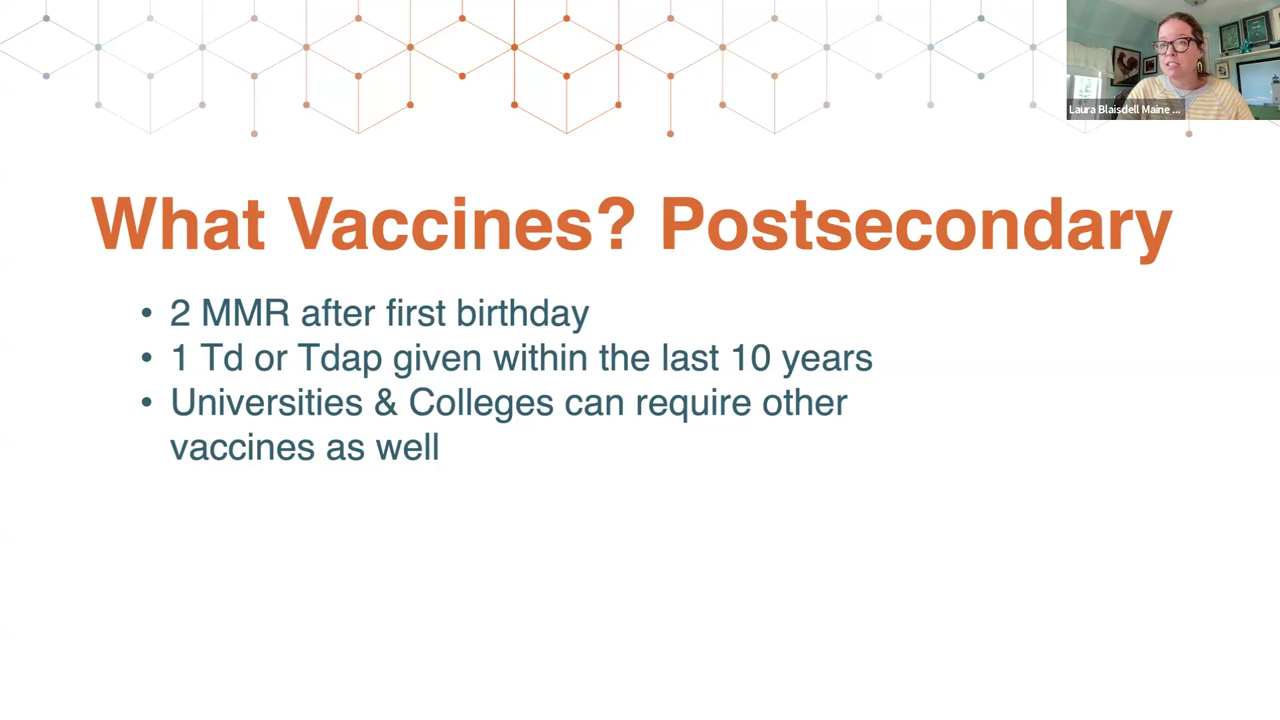 Laura Blaisdell Maine ...
What Vaccines? Postsecondary
• 2 MMR after first birthday
• 1 Td or Tdap given within the last 10 years
• Universities & Colleges can require other
vaccines as well